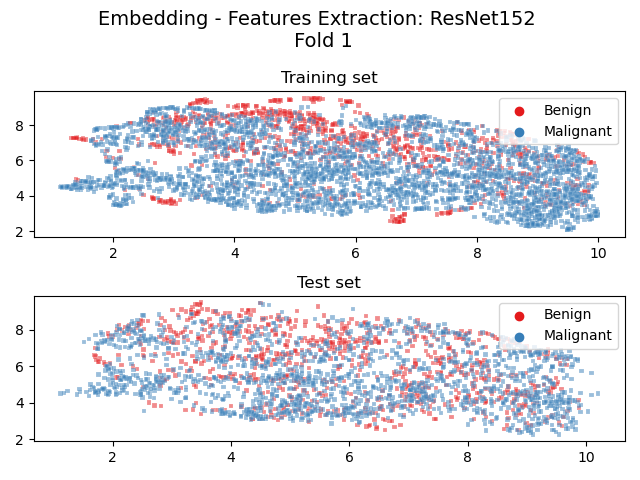 Embedding - Features Extraction: ResNet152
Fold 1
Training set
Benign
Malignant
8
6
4
2
2 4 6 8 10
Test set
Benign
Malignant
8
6
4
2
2 4 6 8 10